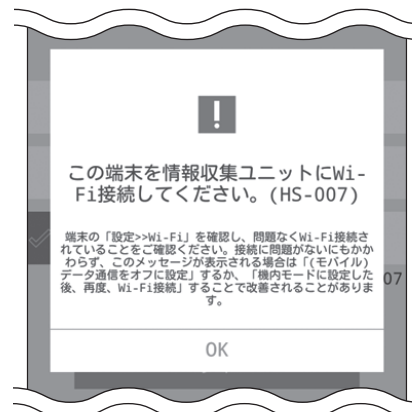 !
この端末を情報収集ユニットにWi-
Fi接続してください。(HS-007)
端末の「設定>>Wi-Fi」を確認し、問題なくWi-Fi接続さ
れていることをご確認ください。接続に問題がないにもかか
わらず、このメッセージが表示される場合は「(モバイル)
データ通信をオフに設定」するか、「機内モードに設定した
後、再度、Wi-Fi接続」することで改善されることがありま
す。
07
OK